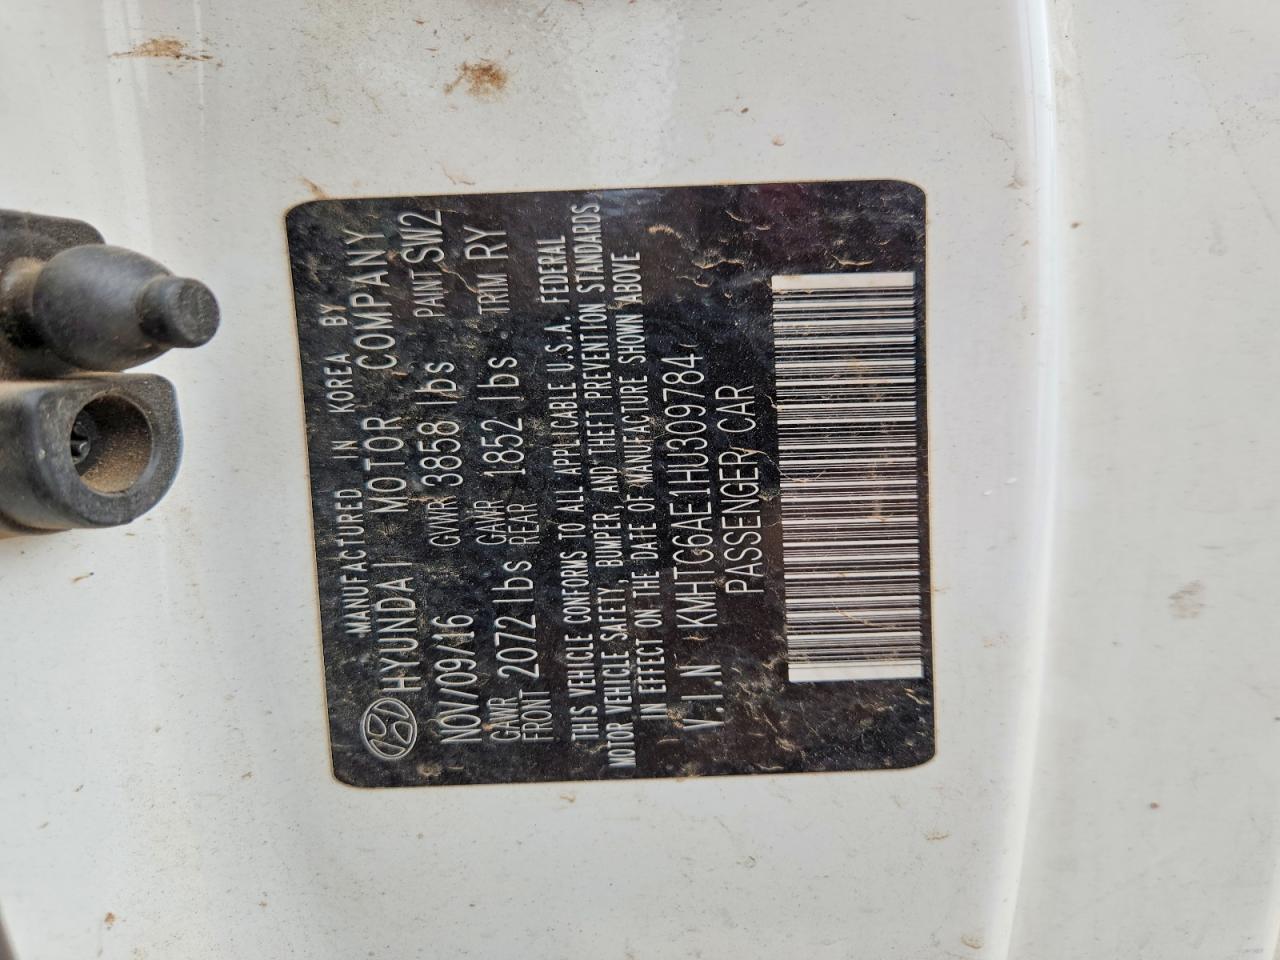 MANUFACTURED IN KOREA BY
HYUNDAI MOTOR COMPANY
NOV/09/16 GVWR 3858 lbs PAINT SW2
GAWR FRONT 2072 lbs GAWR REAR 1852 lbs TRIM RY
THIS VEHICLE CONFORMS TO ALL APPLICABLE U.S.A. FEDERAL
MOTOR VEHICLE SAFETY, BUMPER, AND THEFT PREVENTION STANDARDS
IN EFFECT ON THE DATE OF MANUFACTURE SHOWN ABOVE
V.I.N KMHTC6AE1HU309784
PASSENGER CAR